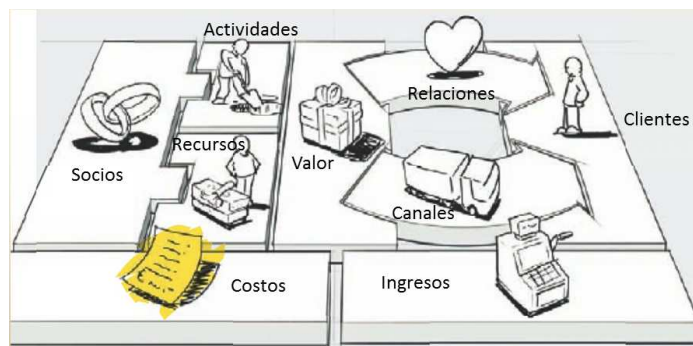 Actividades
Relaciones
Clientes
Recursos
Valor
Socios
Canales
Costos
Ingresos